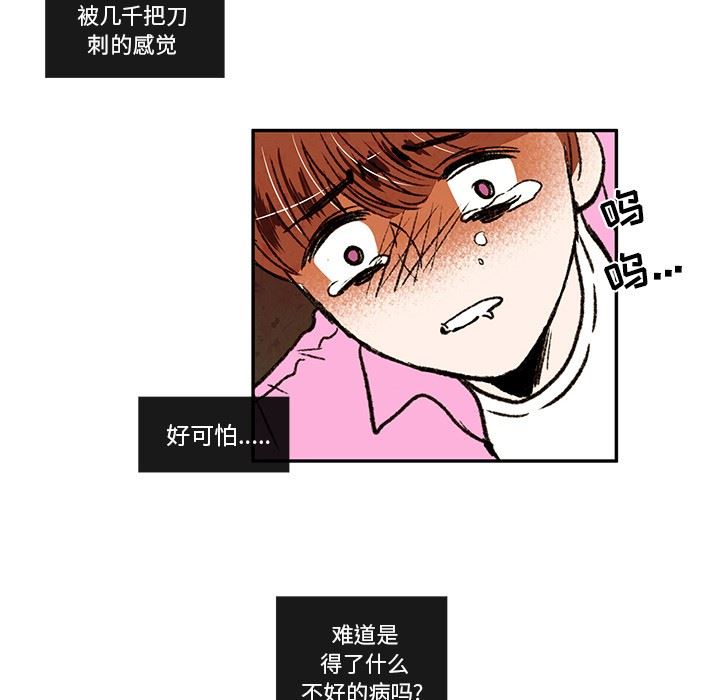 被几千把刀
刺的感觉
呜
呜...
好可怕.....
难道是
得了什么
不好的病吗?